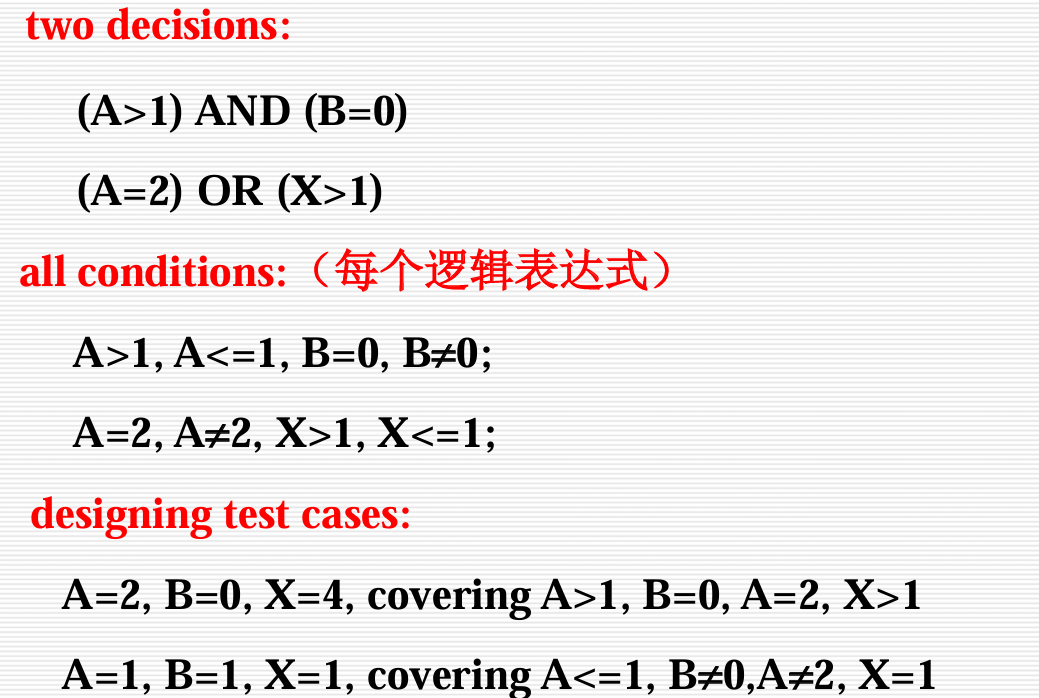 two decisions:
(A>1) AND (B=0)
(A=2) OR (X>1)
all conditions:（每个逻辑表达式）
A>1, A<=1, B=0, B≠0;
A=2, A≠2, X>1, X<=1;
designing test cases:
A=2, B=0, X=4, covering A>1, B=0, A=2, X>1
A=1, B=1, X=1, covering A<=1, B≠0,A≠2, X=1